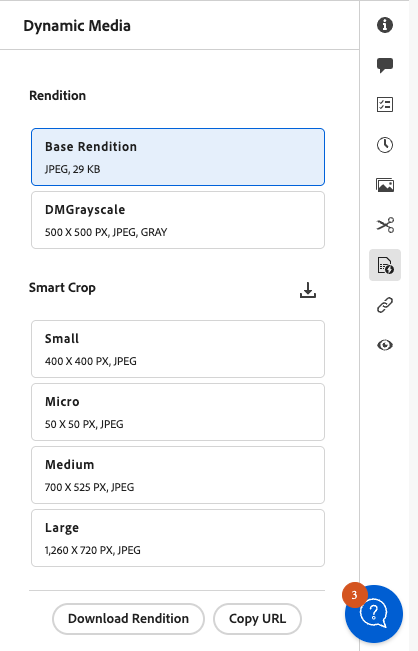 Dynamic Media
Rendition
Base Rendition
JPEG, 29 KB
DMGrayscale
500 X 500 PX, JPEG, GRAY
Smart Crop
Small
400 X 400 PX, JPEG
Micro
50 X 50 PX, JPEG
Medium
700 X 525 PX, JPEG
Large
1,260 X 720 PX, JPEG
Download Rendition
Copy URL
3
?